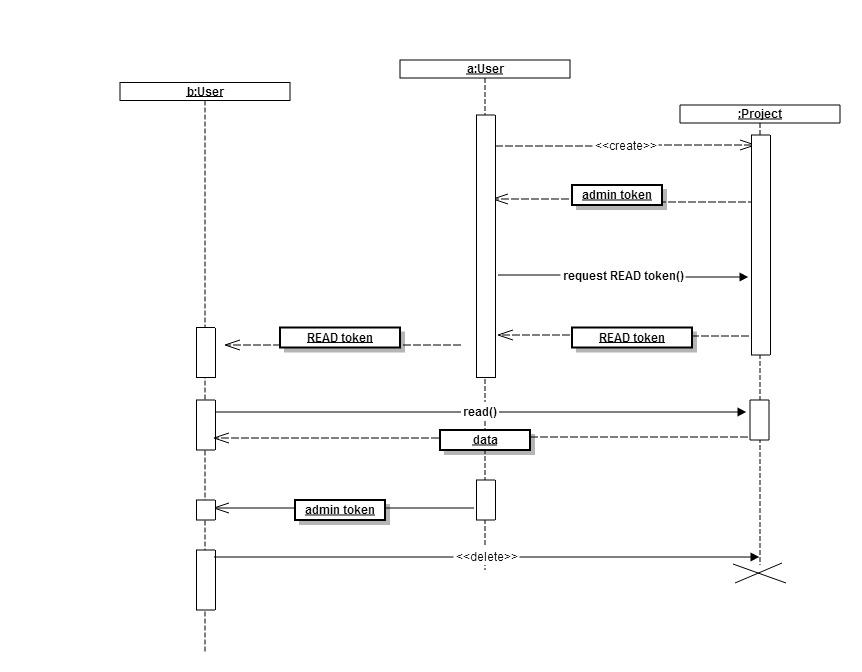 a:User
b:User
:Project
<<create>>
admin token
request READ token()
READ token
READ token
read()
data
admin token
<<delete>>